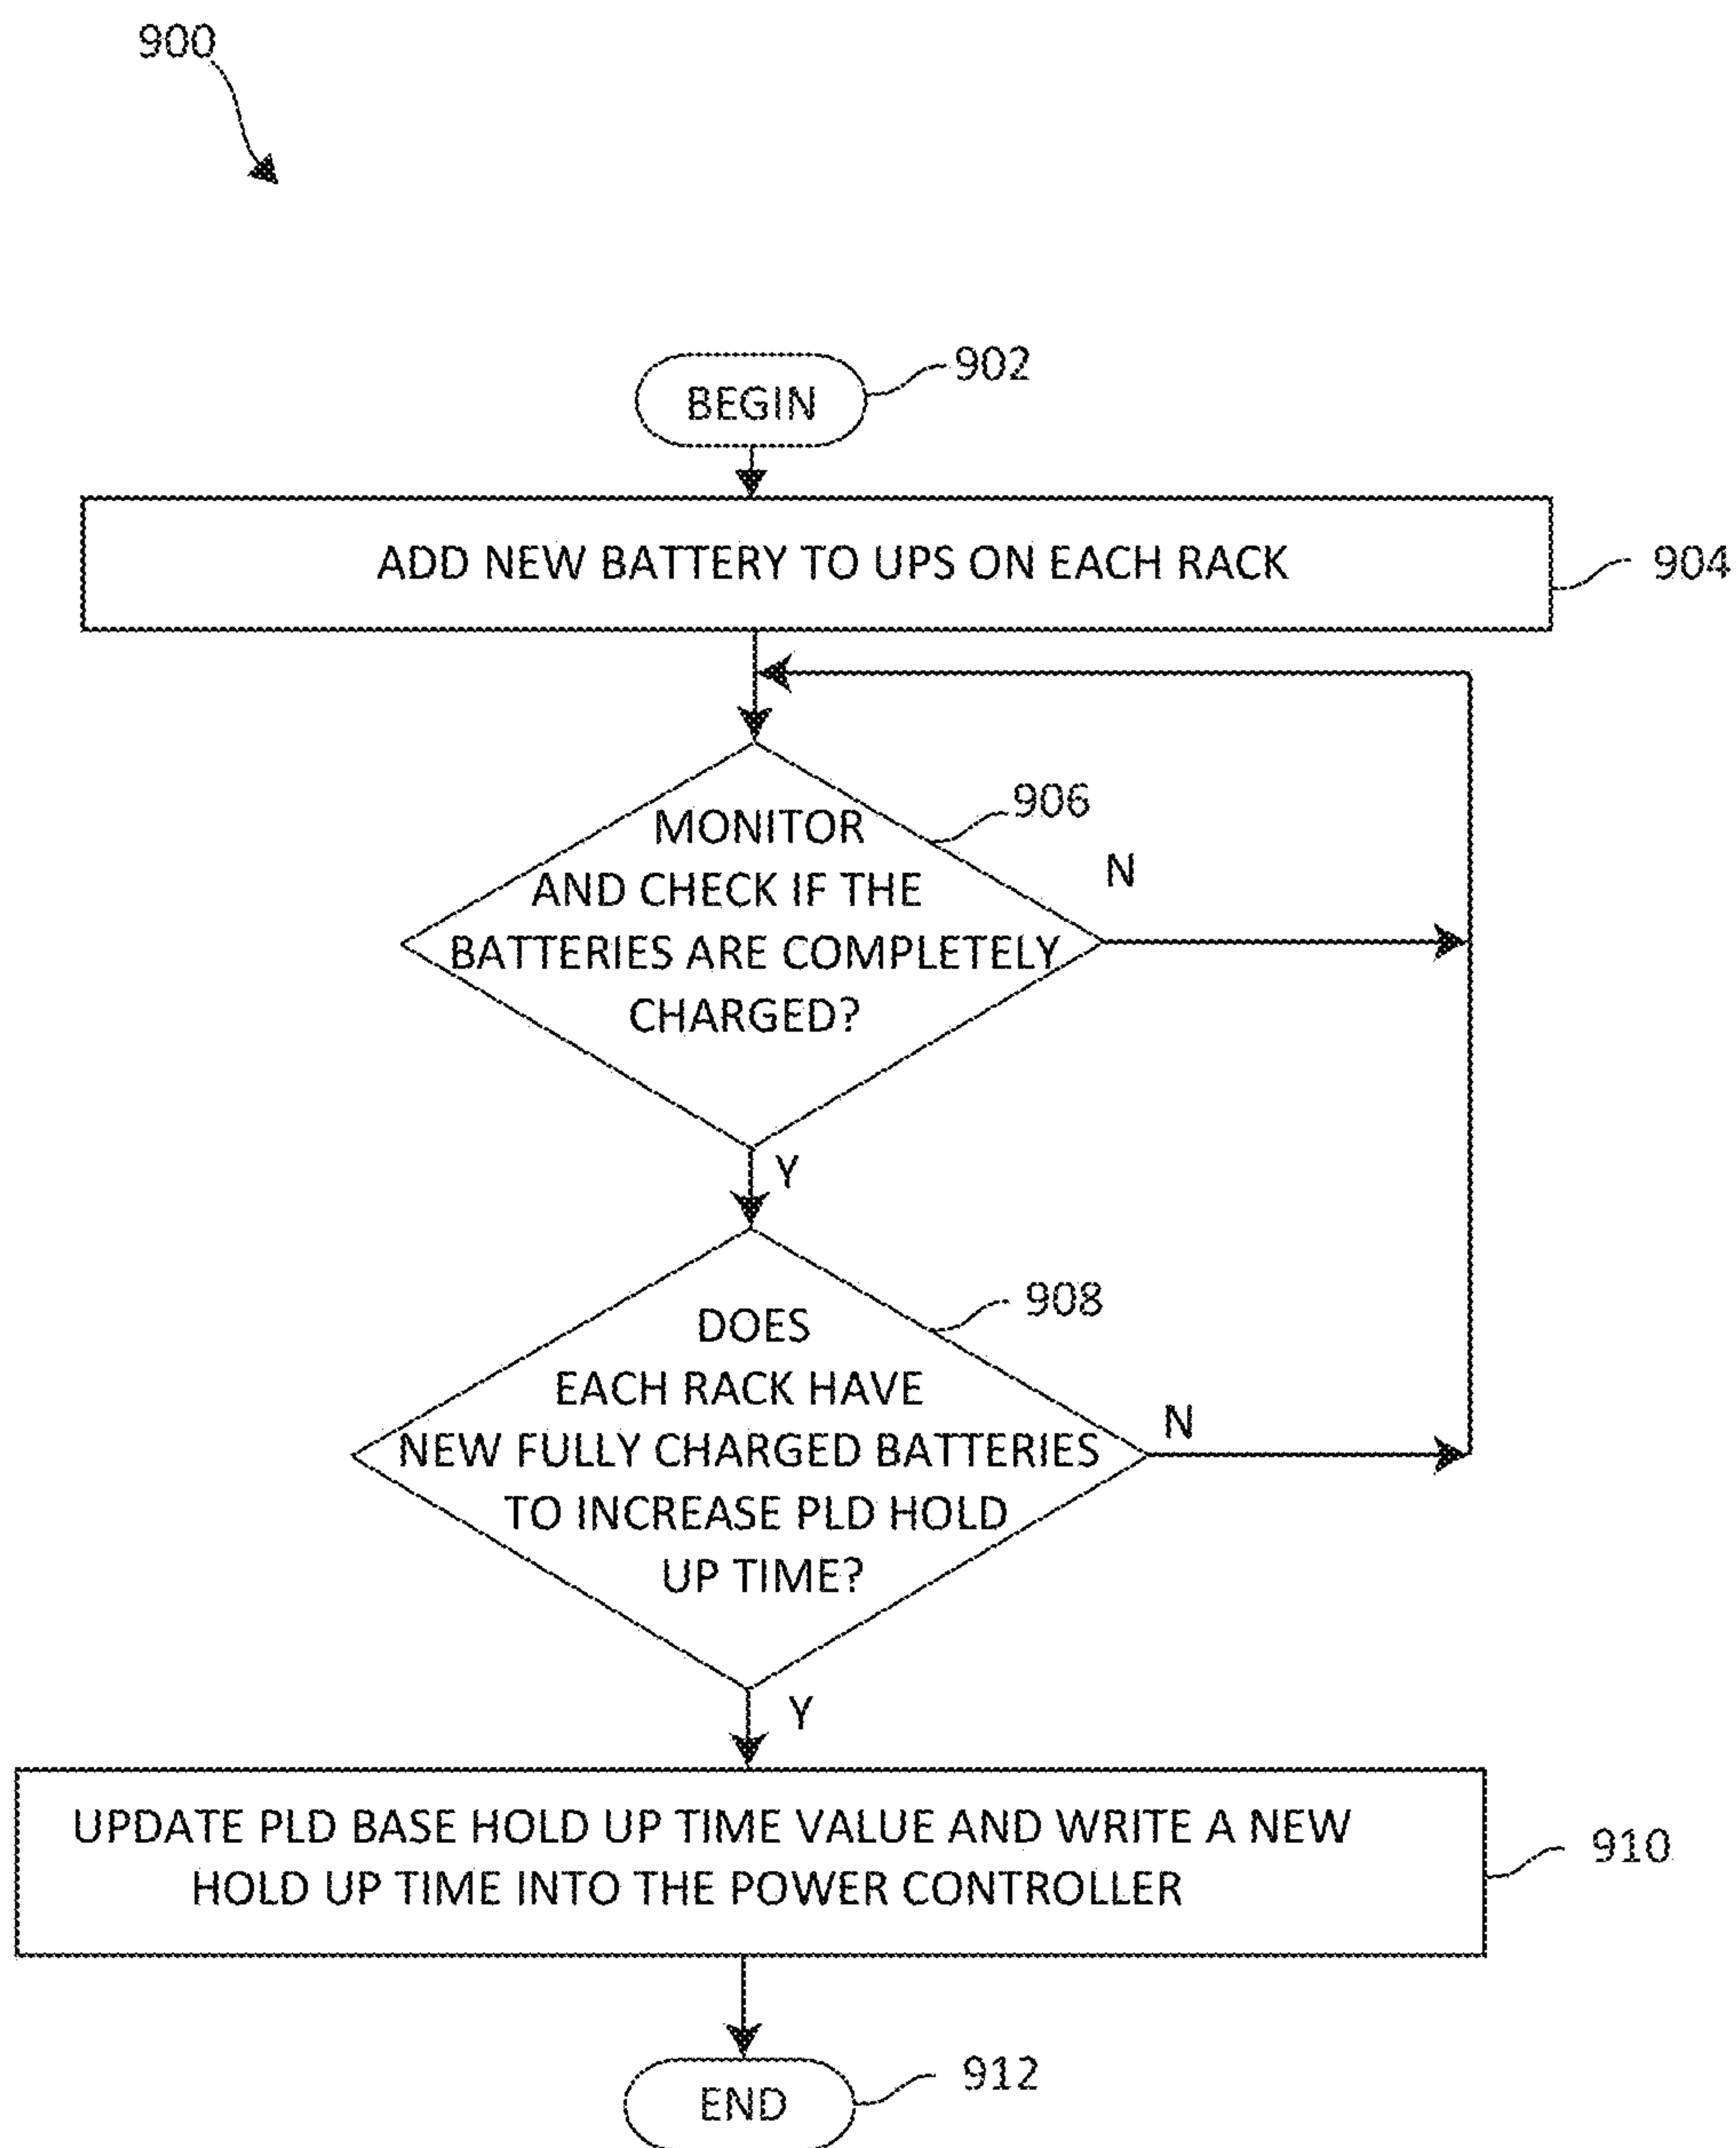 900
BEGIN
902
ADD NEW BATTERY TO UPS ON EACH RACK
904
MONITOR
AND CHECK IF THE
BATTERIES ARE COMPLETELY
CHARGED?
906
N
Y
DOES
EACH RACK HAVE
NEW FULLY CHARGED BATTERIES
TO INCREASE PLD HOLD
UP TIME?
908
N
Y
UPDATE PLD BASE HOLD UP TIME VALUE AND WRITE A NEW
HOLD UP TIME INTO THE POWER CONTROLLER
910
END
912